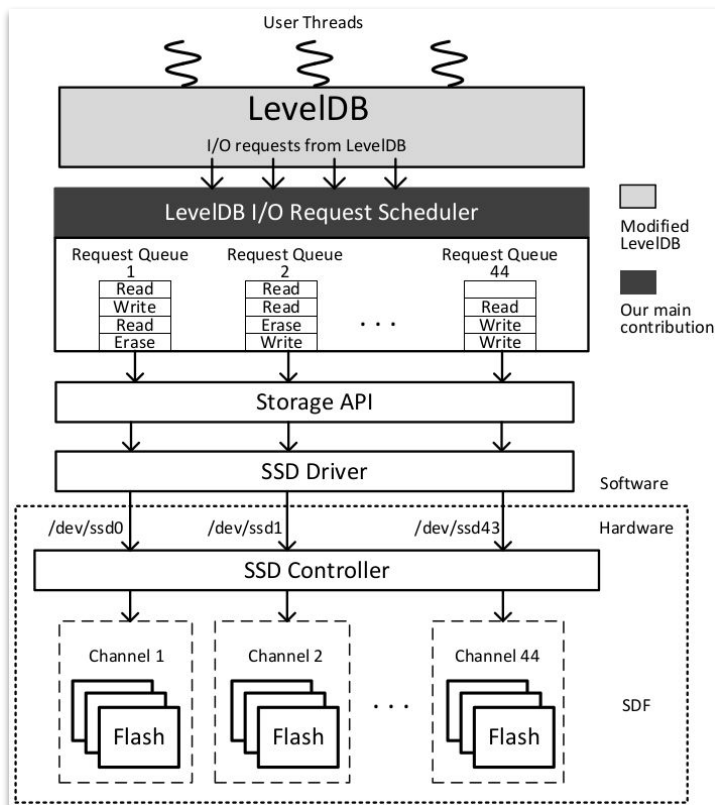 User Threads
LevelDB
I/O requests from LevelDB
LevelDB I/O Request Scheduler
Modified
LevelDB
Our main
contribution
Request Queue
1
Read
Write
Read
Erase
Request Queue
2
Read
Read
Erase
Write
. . .
Request Queue
44
Read
Write
Write
Storage API
SSD Driver
Software
Hardware
/dev/ssd0
/dev/ssd1
/dev/ssd43
SSD Controller
Channel 1
Flash
Channel 2
Flash
. . .
Channel 44
Flash
SDF